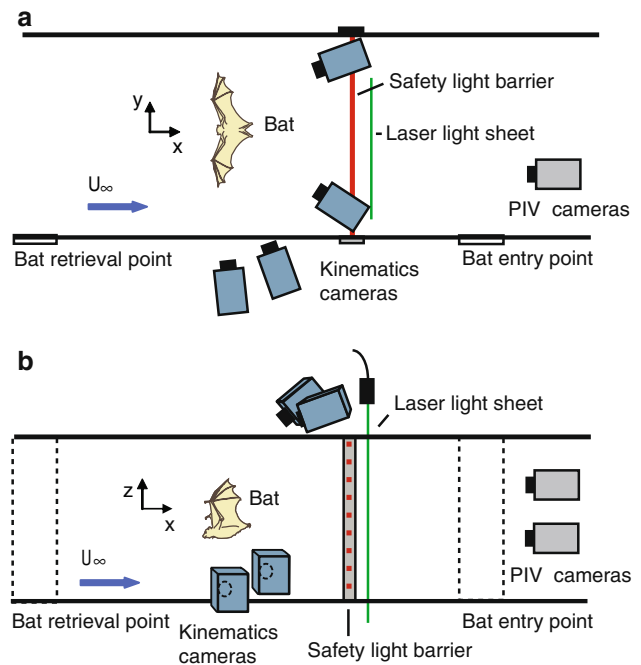 a
Safety light barrier
y
x
Bat
Laser light sheet
U∞
PIV cameras
Bat retrieval point
Kinematics
cameras
Bat entry point
b
Laser light sheet
z
x
Bat
U∞
PIV cameras
Bat retrieval point
Kinematics
cameras
Safety light barrier
Bat entry point